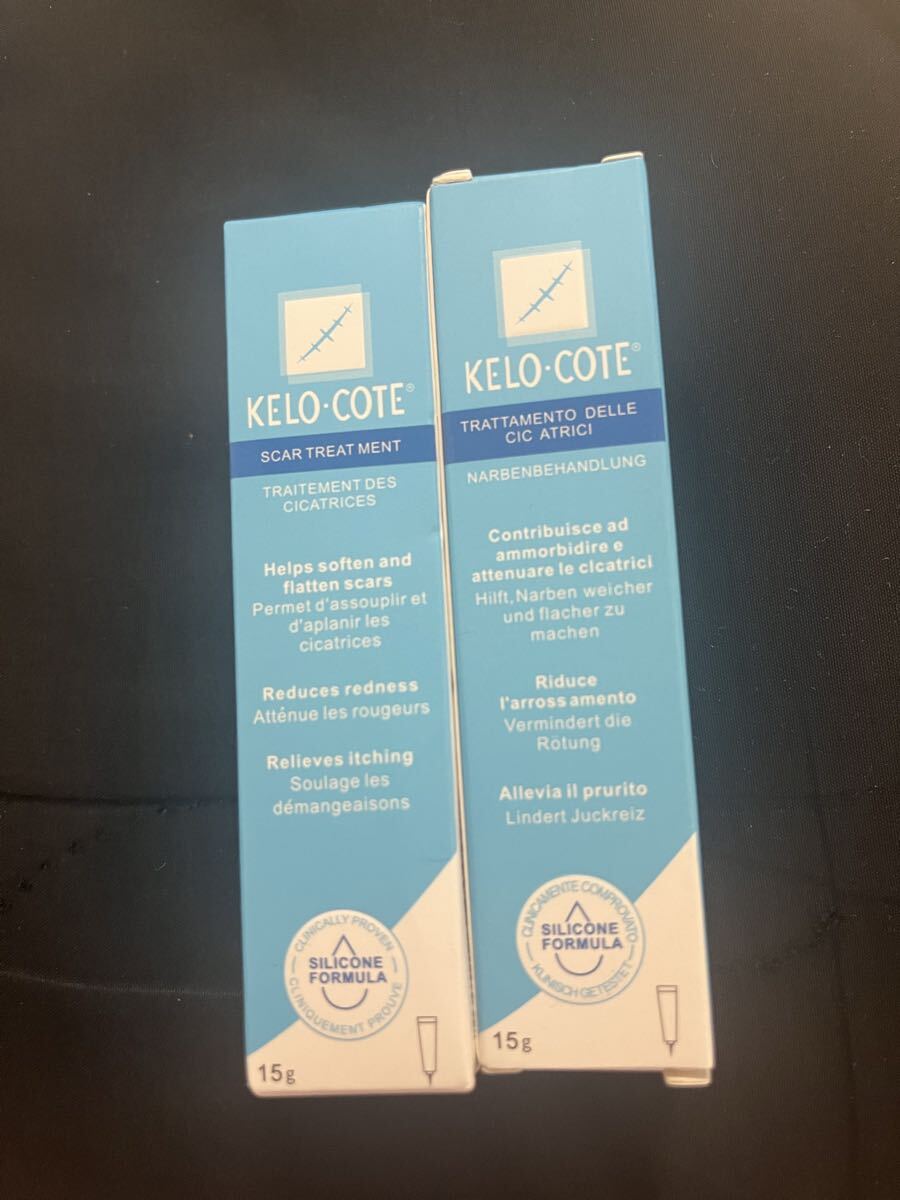 KELO·COTE®
SCAR TREAT MENT
TRAITEMENT DES
CICATRICES
Helps soften and
flatten scars
Permet d'assouplir et
d'aplanir les
cicatrices
Reduces redness
Atténue les rougeurs
Relieves itching
Soulage les
démangeaisons
CLINICALLY PROVEN
SILICONE
FORMULA
CLINIQUEMENT PROUVÉ
15g
KELO·COTE®
TRATTAMENTO DELLE
CIC ATRICI
NARBENBEHANDLUNG
Contribuisce ad
ammorbidire e
attenuare le cicatrici
Hilft, Narben weicher
und flacher zu
machen
Riduce
l'arross amento
Vermindert die
Rötung
Allevia il prurito
Lindert Juckreiz
CLINICAMENTE COMPROVATO
SILICONE
FORMULA
KLINISCH GETESTET
15g